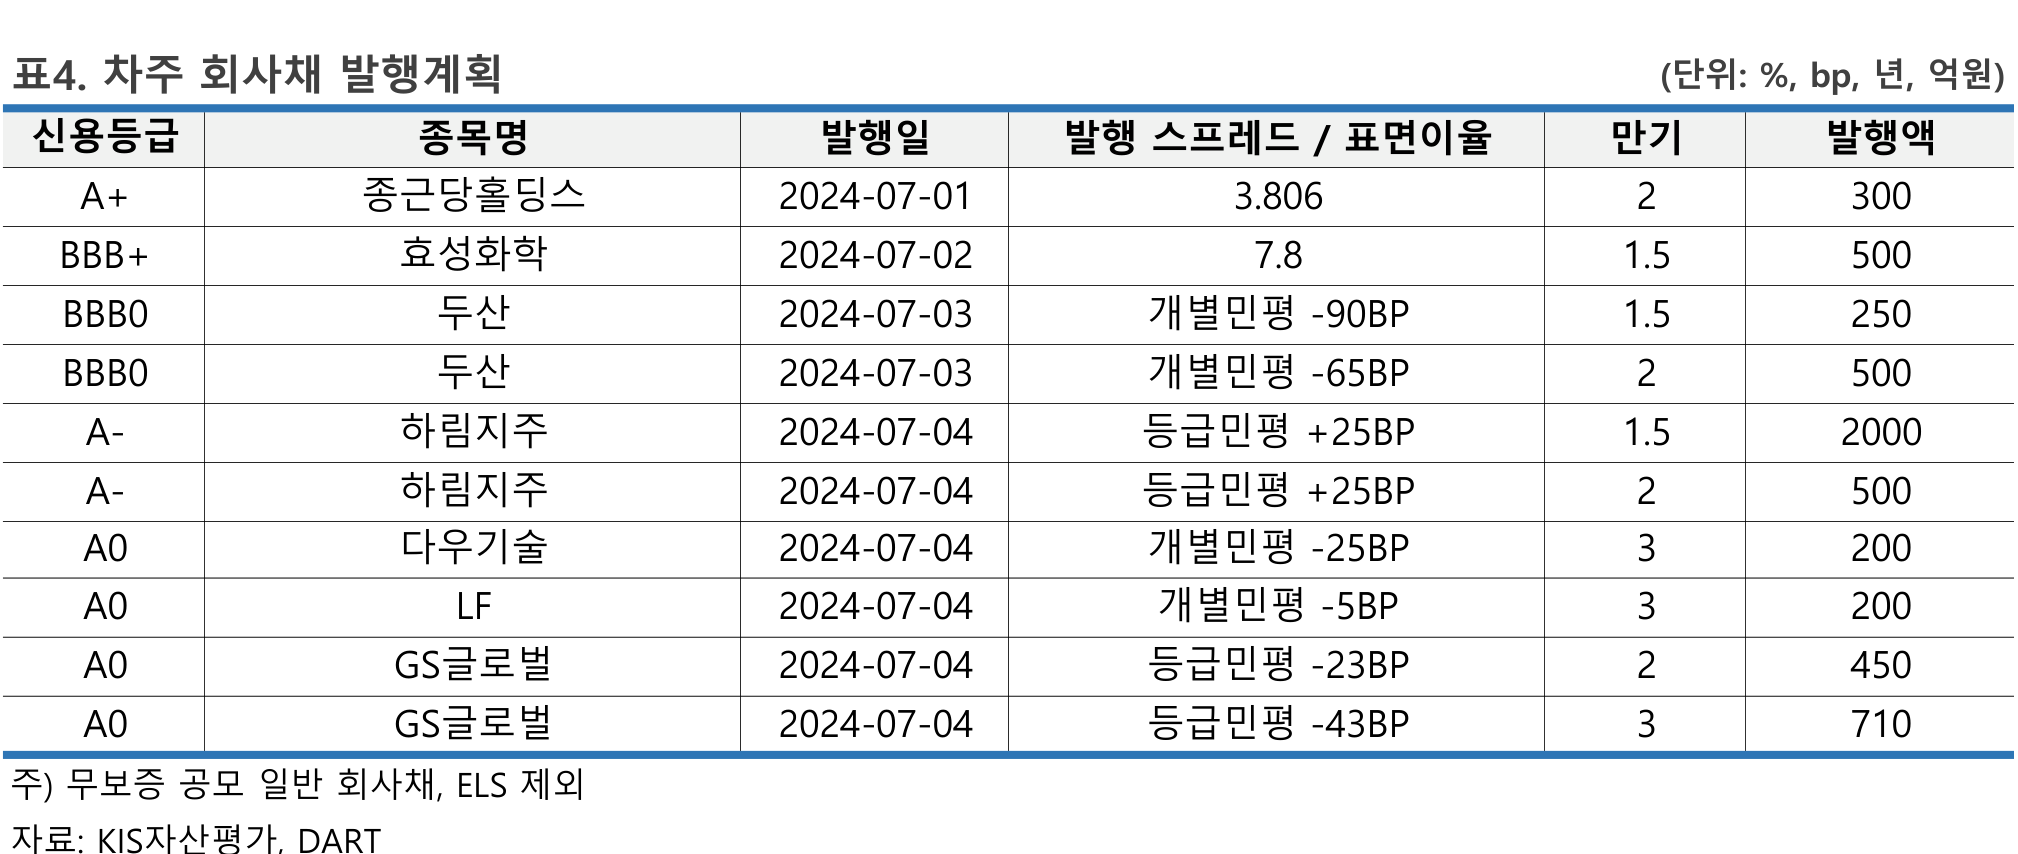 표4. 차주 회사채 발행계획 (단위: %, bp, 년, 억원)
신용등급 종목명 발행일 발행 스프레드 / 표면이율 만기 발행액
A+ 종근당홀딩스 2024-07-01 3.806 2 300
BBB+ 효성화학 2024-07-02 7.8 1.5 500
BBB0 두산 2024-07-03 개별민평 -90BP 1.5 250
BBB0 두산 2024-07-03 개별민평 -65BP 2 500
A- 하림지주 2024-07-04 등급민평 +25BP 1.5 2000
A- 하림지주 2024-07-04 등급민평 +25BP 2 500
A0 다우기술 2024-07-04 개별민평 -25BP 3 200
A0 LF 2024-07-04 개별민평 -5BP 3 200
A0 GS글로벌 2024-07-04 등급민평 -23BP 2 450
A0 GS글로벌 2024-07-04 등급민평 -43BP 3 710
주) 무보증 공모 일반 회사채, ELS 제외
자료: KIS자산평가, DART